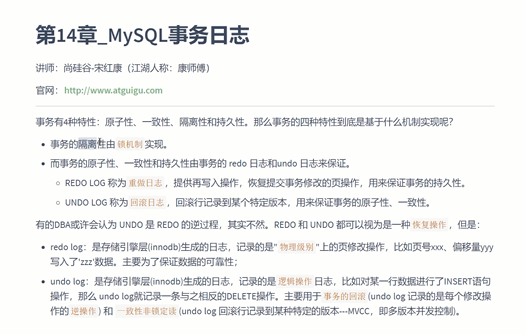 第14章_MySQL事务日志
讲师：尚硅谷-宋红康（江湖人称：康师傅）
官网：http://www.atguigu.com
事务有4种特性：原子性、一致性、隔离性和持久性。那么事务的四种特性到底是基于什么机制实现呢？
事务的隔离性由 锁机制 实现。
而事务的原子性、一致性和持久性由事务的 redo 日志和undo 日志来保证。
REDO LOG 称为 重做日志 ，提供再写入操作，恢复提交事务修改的页操作，用来保证事务的持久性。
UNDO LOG 称为 回滚日志 ，回滚行记录到某个特定版本，用来保证事务的原子性、一致性。
有的DBA或许会认为 UNDO 是 REDO 的逆过程，其实不然。REDO 和 UNDO 都可以视为是一种 恢复操作 ，但是：
redo log：是存储引擎层(innodb)生成的日志，记录的是" 物理级别 "上的页修改操作，比如页号xxx、偏移量yyy
写入了'zzz'数据。主要为了保证数据的可靠性；
undo log：是存储引擎层(innodb)生成的日志，记录的是 逻辑操作 日志，比如对某一行数据进行了INSERT语句
操作，那么 undo log就记录一条与之相反的DELETE操作。主要用于 事务的回滚 (undo log 记录的是每个修改操
作的 逆操作 ) 和 一致性非锁定读 (undo log 回滚行记录到某种特定的版本---MVCC，即多版本并发控制)。